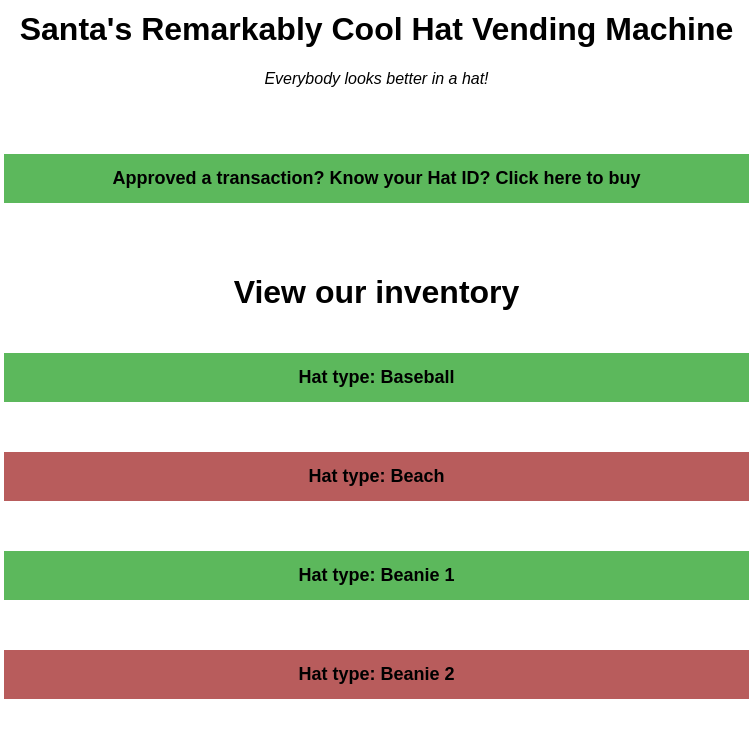 Santa's Remarkably Cool Hat Vending Machine
Everybody looks better in a hat!
Approved a transaction? Know your Hat ID? Click here to buy
View our inventory
Hat type: Baseball
Hat type: Beach
Hat type: Beanie 1
Hat type: Beanie 2